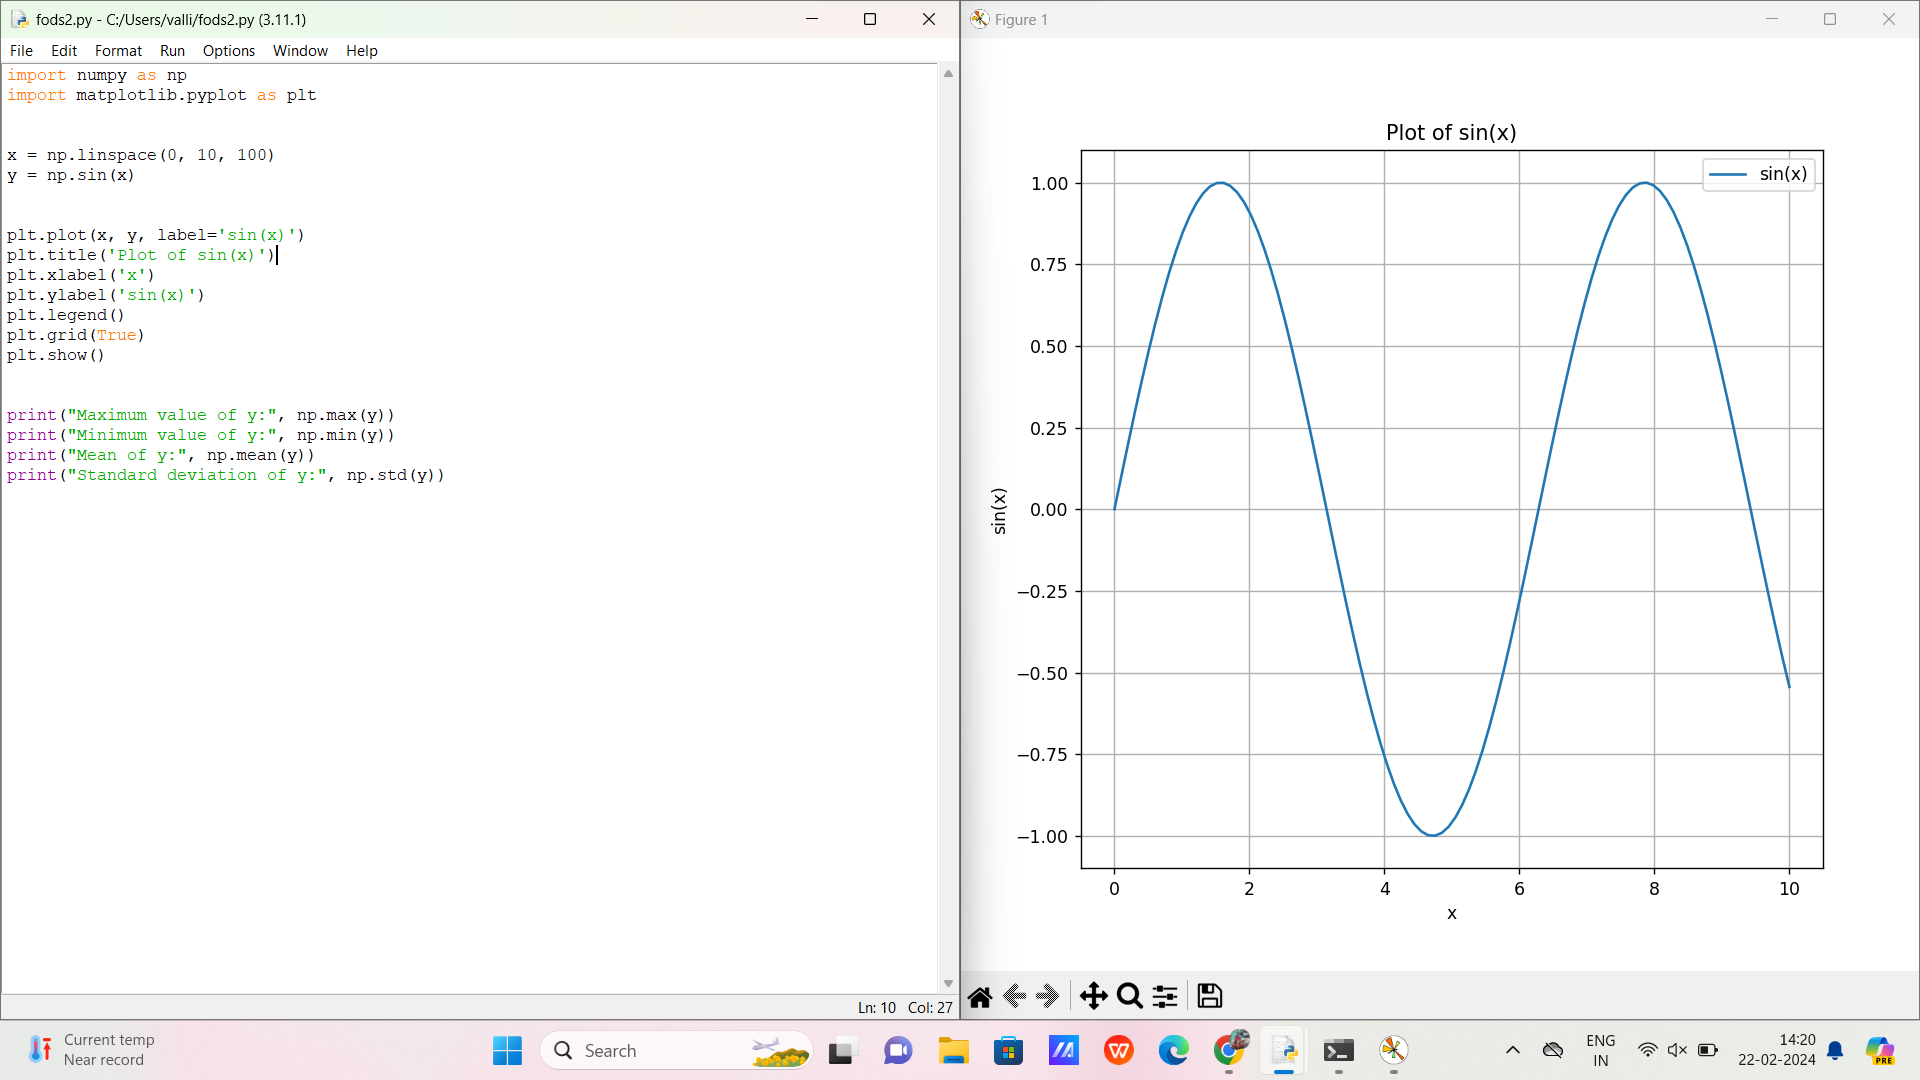 fods2.py - C:/Users/valli/fods2.py (3.11.1)
File Edit Format Run Options Window Help
import numpy as np
import matplotlib.pyplot as plt
x = np.linspace(0, 10, 100)
y = np.sin(x)
plt.plot(x, y, label='sin(x)')
plt.title('Plot of sin(x)')
plt.xlabel('x')
plt.ylabel('sin(x)')
plt.legend()
plt.grid(True)
plt.show()
print("Maximum value of y:", np.max(y))
print("Minimum value of y:", np.min(y))
print("Mean of y:", np.mean(y))
print("Standard deviation of y:", np.std(y))
Ln: 10 Col: 27
Figure 1
Plot of sin(x)
sin(x)
1.00
0.75
0.50
0.25
0.00
−0.25
−0.50
−0.75
−1.00
sin(x)
0 2 4 6 8 10
x
Current temp
Near record
Search
ENG
IN
14:20
22-02-2024
PRE